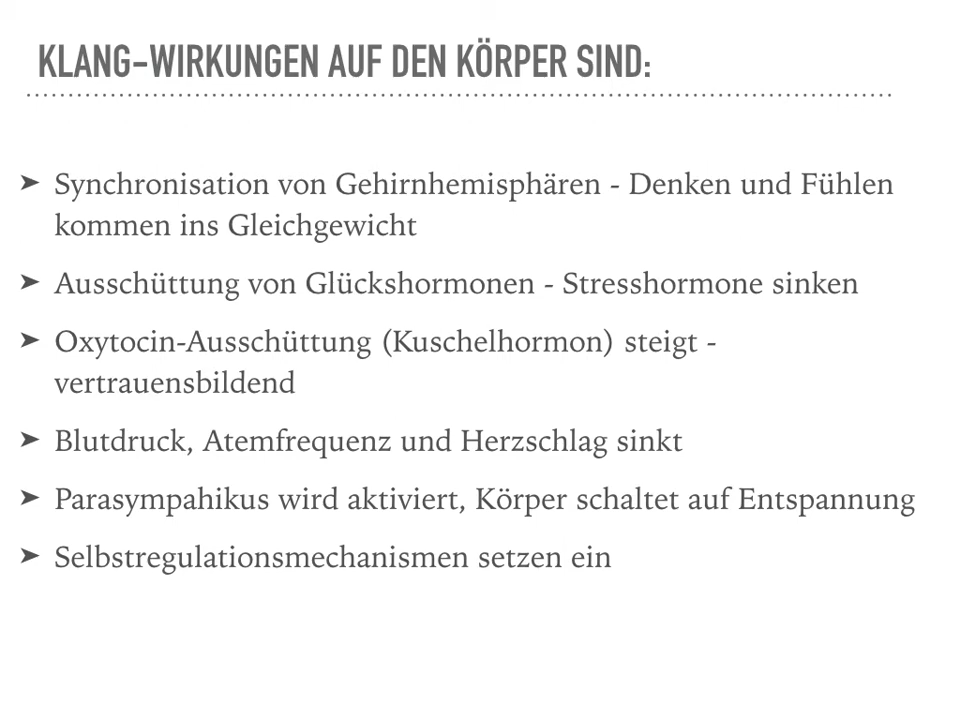 KLANG-WIRKUNGEN AUF DEN KÖRPER SIND:
➤ Synchronisation von Gehirnhemisphären - Denken und Fühlen
kommen ins Gleichgewicht
➤ Ausschüttung von Glückshormonen - Stresshormone sinken
➤ Oxytocin-Ausschüttung (Kuschelhormon) steigt -
vertrauensbildend
➤ Blutdruck, Atemfrequenz und Herzschlag sinkt
➤ Parasympahikus wird aktiviert, Körper schaltet auf Entspannung
➤ Selbstregulationsmechanismen setzen ein